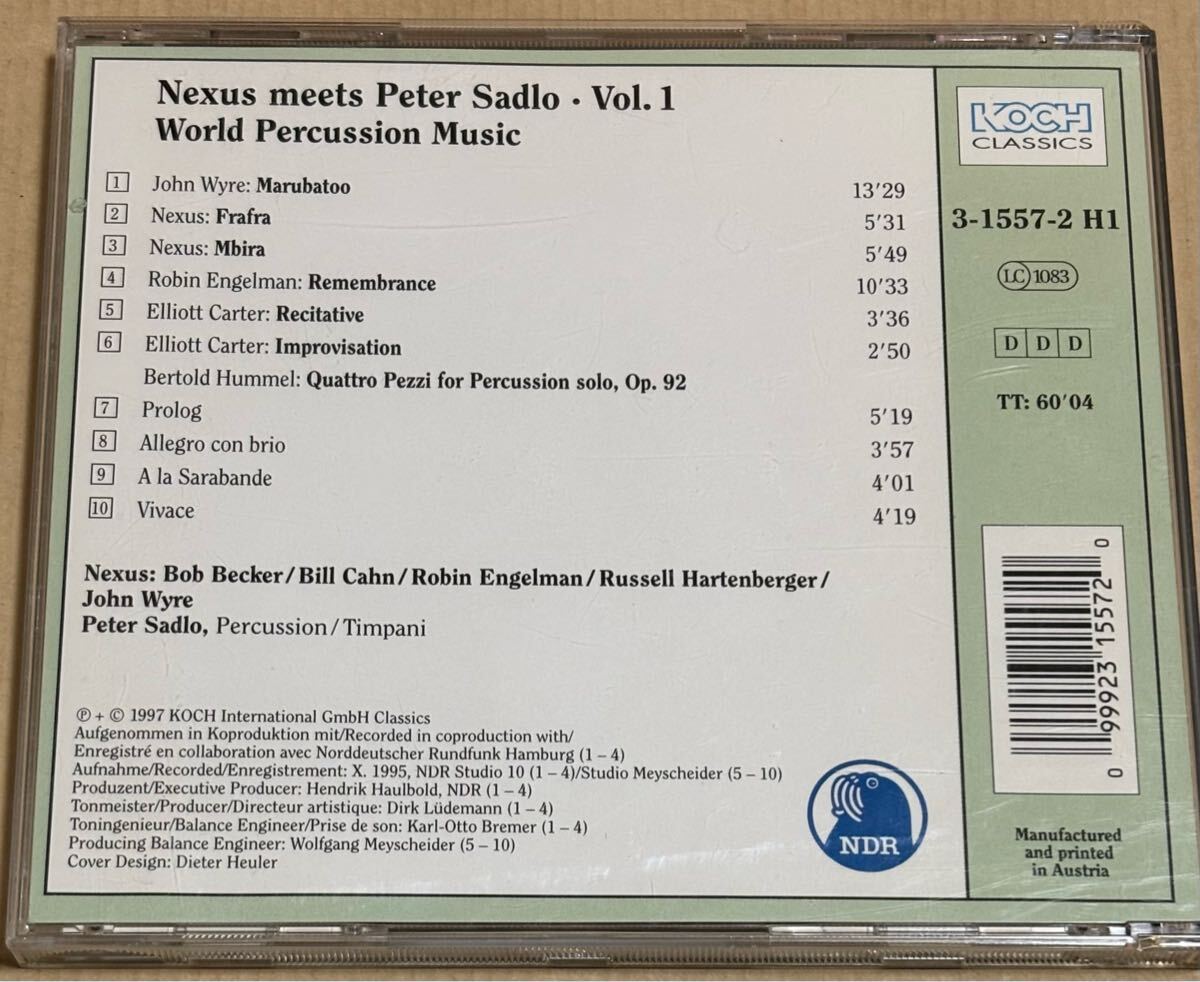 Nexus meets Peter Sadlo · Vol. 1
World Percussion Music
1 John Wyre: Marubatoo 13'29
2 Nexus: Frafra 5'31
3 Nexus: Mbira 5'49
4 Robin Engelman: Remembrance 10'33
5 Elliott Carter: Recitative 3'36
6 Elliott Carter: Improvisation 2'50
Bertold Hummel: Quattro Pezzi for Percussion solo, Op. 92
7 Prolog 5'19
8 Allegro con brio 3'57
9 A la Sarabande 4'01
10 Vivace 4'19
Nexus: Bob Becker/Bill Cahn/Robin Engelman/Russell Hartenberger/
John Wyre
Peter Sadlo, Percussion/Timpani
℗ + © 1997 KOCH International GmbH Classics
Aufgenommen in Koproduktion mit/Recorded in coproduction with/
Enregistré en collaboration avec Norddeutscher Rundfunk Hamburg (1 – 4)
Aufnahme/Recorded/Enregistrement: X. 1995, NDR Studio 10 (1 – 4)/Studio Meyscheider (5 – 10)
Produzent/Executive Producer: Hendrik Haulbold, NDR (1 – 4)
Tonmeister/Producer/Directeur artistique: Dirk Lüdemann (1 – 4)
Toningenieur/Balance Engineer/Prise de son: Karl-Otto Bremer (1 – 4)
Producing Balance Engineer: Wolfgang Meyscheider (5 – 10)
Cover Design: Dieter Heuler
NDR
KOCH
CLASSICS
3-1557-2 H1
LC 1083
D D D
TT: 60'04
0 99923 15572 0
Manufactured
and printed
in Austria